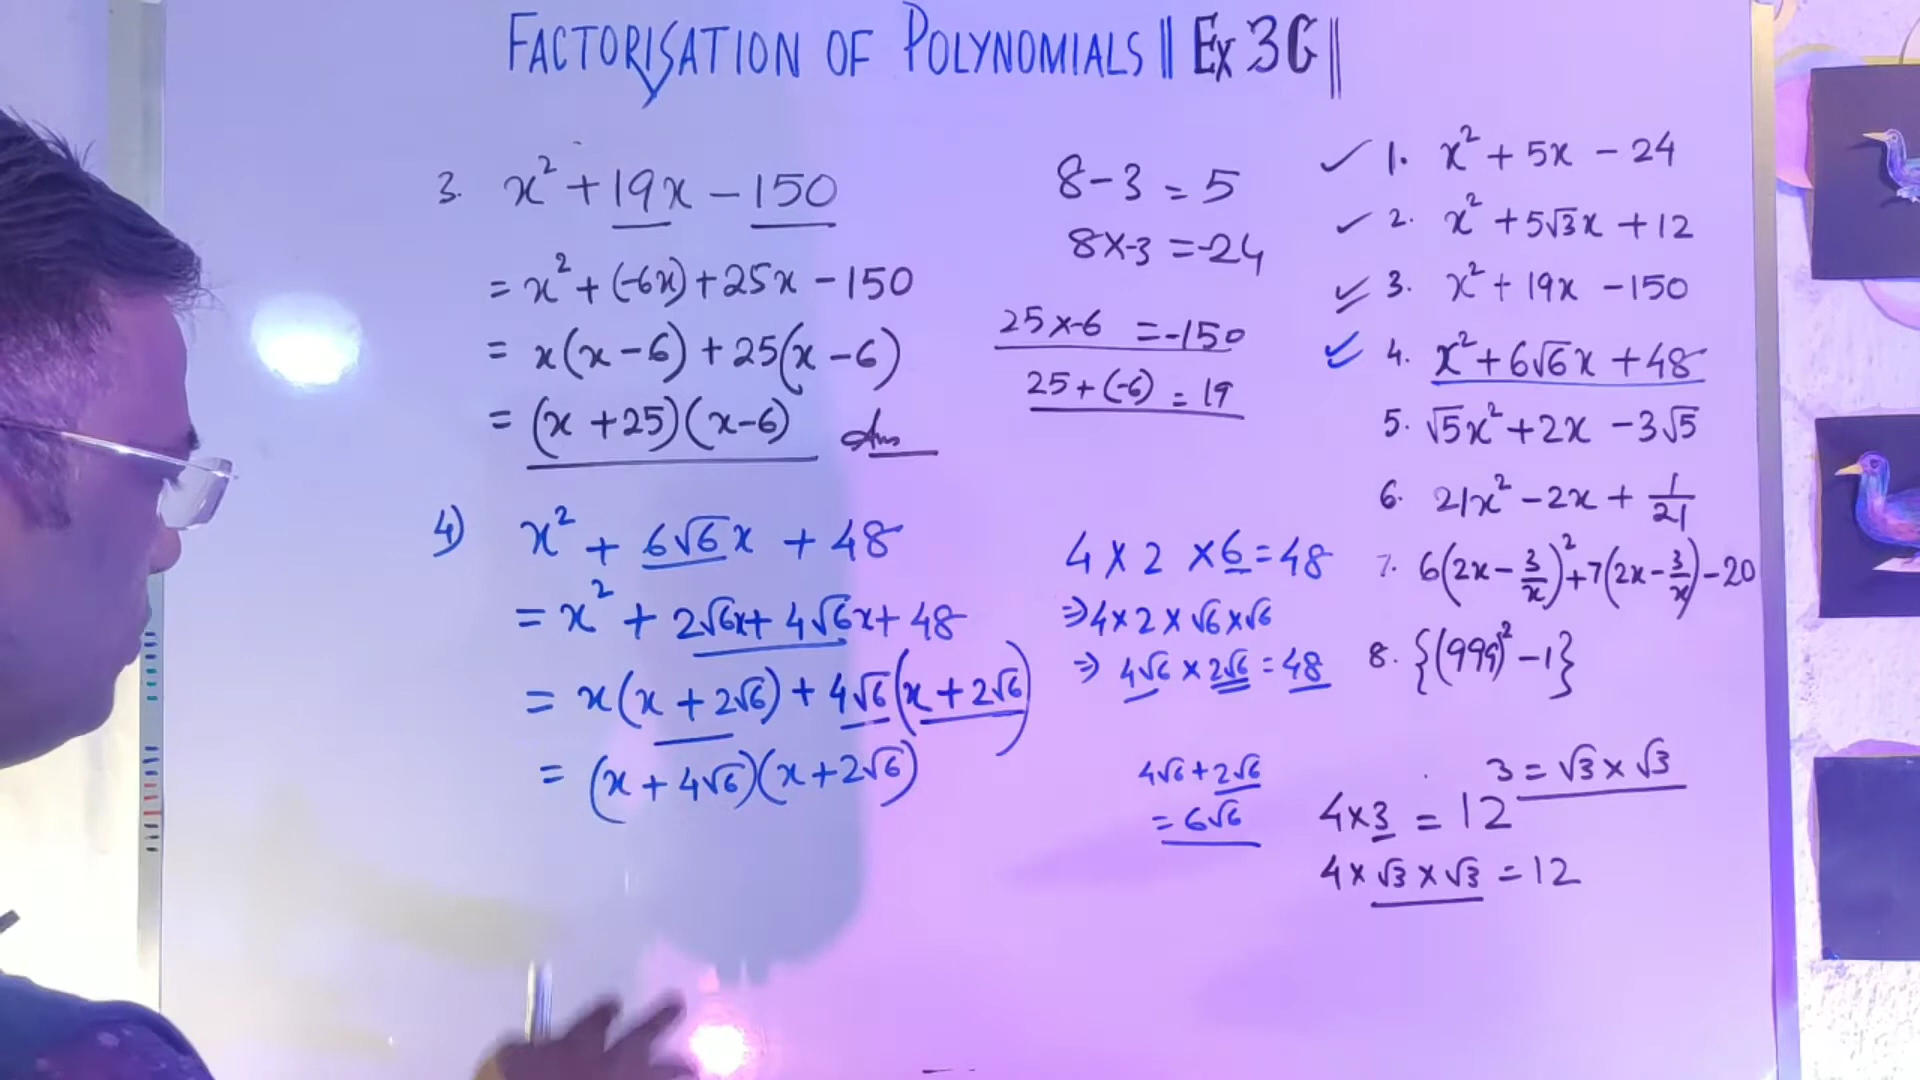 FACTORISATION OF POLYNOMIALS || Ex 3G ||
3. x² + 19x – 150
= x² + (-6x) + 25x – 150
= x(x – 6) + 25(x – 6)
= (x + 25)(x – 6) Ans
4) x² + 6√6x + 48
= x² + 2√6x + 4√6x + 48
= x(x + 2√6) + 4√6(x + 2√6)
= (x + 4√6)(x + 2√6)
8 – 3 = 5
8 × -3 = -24
25 × -6 = -150
25 + (-6) = 19
4 × 2 × 6 = 48
⇒ 4 × 2 × √6 × √6
⇒ 4√6 × 2√6 = 48
4√6 + 2√6
= 6√6
✓ 1. x² + 5x – 24
✓ 2. x² + 5√3x + 12
✓ 3. x² + 19x – 150
✓ 4. x² + 6√6x + 48
5. √5x² + 2x – 3√5
6. 21x² – 2x + 1/21
7. 6(2x – 3/x)² + 7(2x – 3/x) – 20
8. {(999)² – 1}
3 = √3 × √3
4 × 3 = 12
4 × √3 × √3 = 12